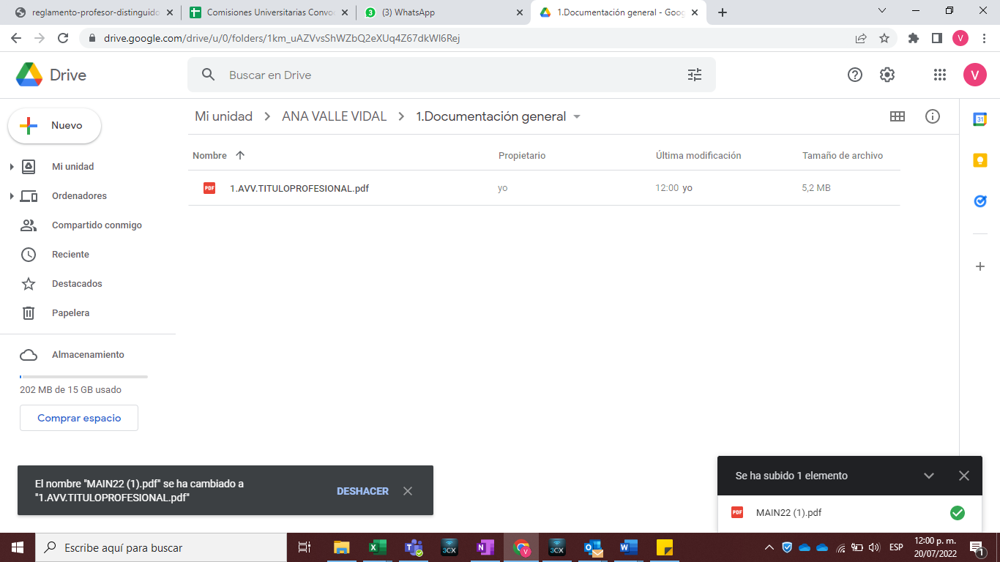 reglamento-profesor-distinguido
Comisiones Universitarias Convoc
(3) WhatsApp
1.Documentación general - Goog
drive.google.com/drive/u/0/folders/1km_uAZVvsShWZbQ2eXUq4Z67dkWl6Rej
V
Drive
Buscar en Drive
V
Nuevo
Mi unidad
Ordenadores
Compartido conmigo
Reciente
Destacados
Papelera
Almacenamiento
202 MB de 15 GB usado
Comprar espacio
Mi unidad > ANA VALLE VIDAL > 1.Documentación general
Nombre Propietario Última modificación Tamaño de archivo
PDF 1.AVV.TITULOPROFESIONAL.pdf yo 12:00 yo 5,2 MB
31
El nombre "MAIN22 (1).pdf" se ha cambiado a
"1.AVV.TITULOPROFESIONAL.pdf"
DESHACER
Se ha subido 1 elemento
PDF MAIN22 (1).pdf
Escribe aquí para buscar
3CX
3CX
ESP
12:00 p. m.
20/07/2022
1